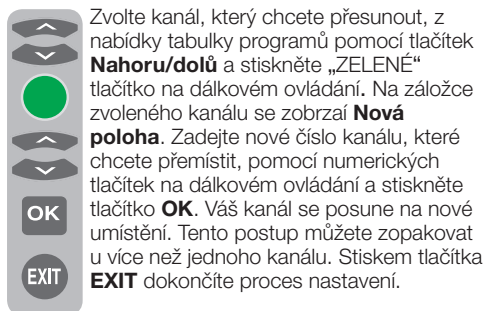 Zvolte kanál, který chcete přesunout, z
nabídky tabulky programů pomocí tlačítek
Nahoru/dolů a stiskněte „ZELENÉ“
tlačítko na dálkovém ovládání. Na záložce
zvoleného kanálu se zobrzaí Nová
poloha. Zadejte nové číslo kanálu, které
chcete přemístit, pomocí numerických
tlačítek na dálkovém ovládání a stiskněte
tlačítko OK. Váš kanál se posune na nové
umístění. Tento postup můžete zopakovat
u více než jednoho kanálu. Stiskem tlačítka
EXIT dokončíte proces nastavení.
OK
EXIT